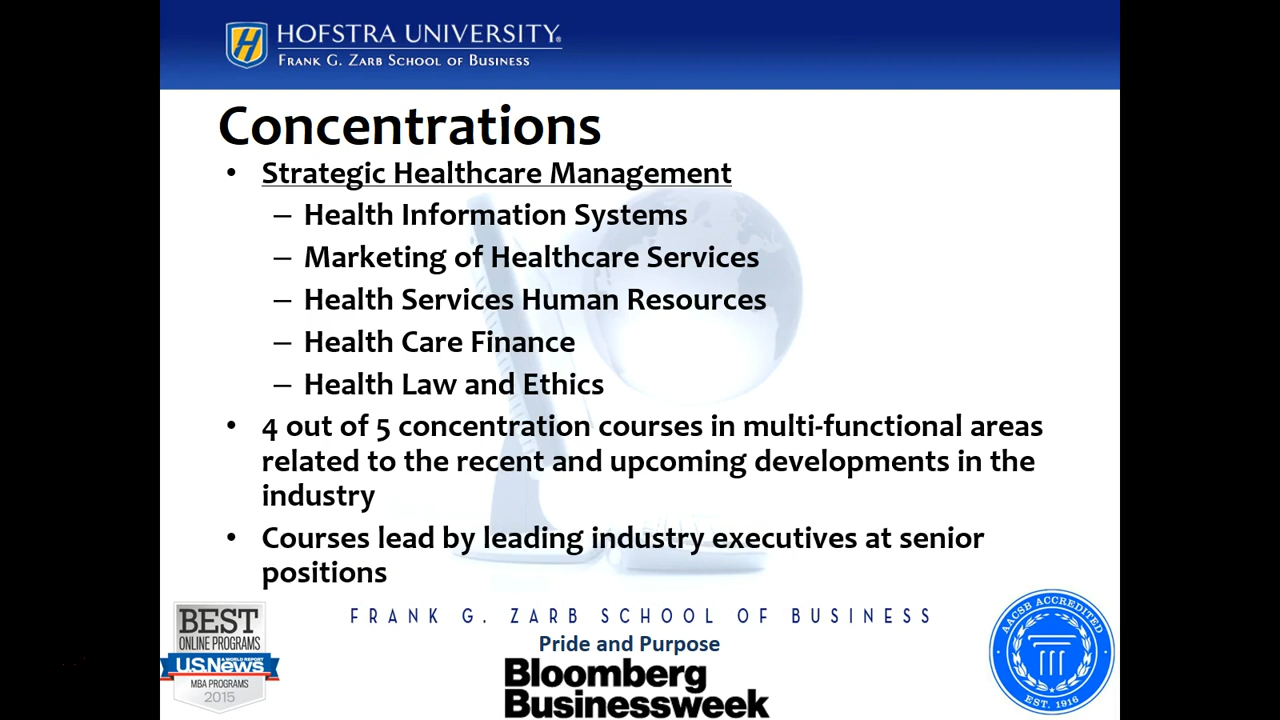 HOFSTRA UNIVERSITY®
FRANK G. ZARB SCHOOL OF BUSINESS
Concentrations
• Strategic Healthcare Management
– Health Information Systems
– Marketing of Healthcare Services
– Health Services Human Resources
– Health Care Finance
– Health Law and Ethics
• 4 out of 5 concentration courses in multi-functional areas
related to the recent and upcoming developments in the
industry
• Courses lead by leading industry executives at senior
positions
FRANK G. ZARB SCHOOL OF BUSINESS
Pride and Purpose
Bloomberg
Businessweek
BEST
ONLINE PROGRAMS
U.S.News
& WORLD REPORT
MBA PROGRAMS
2015
AACSB ACCREDITED
EST. 1916